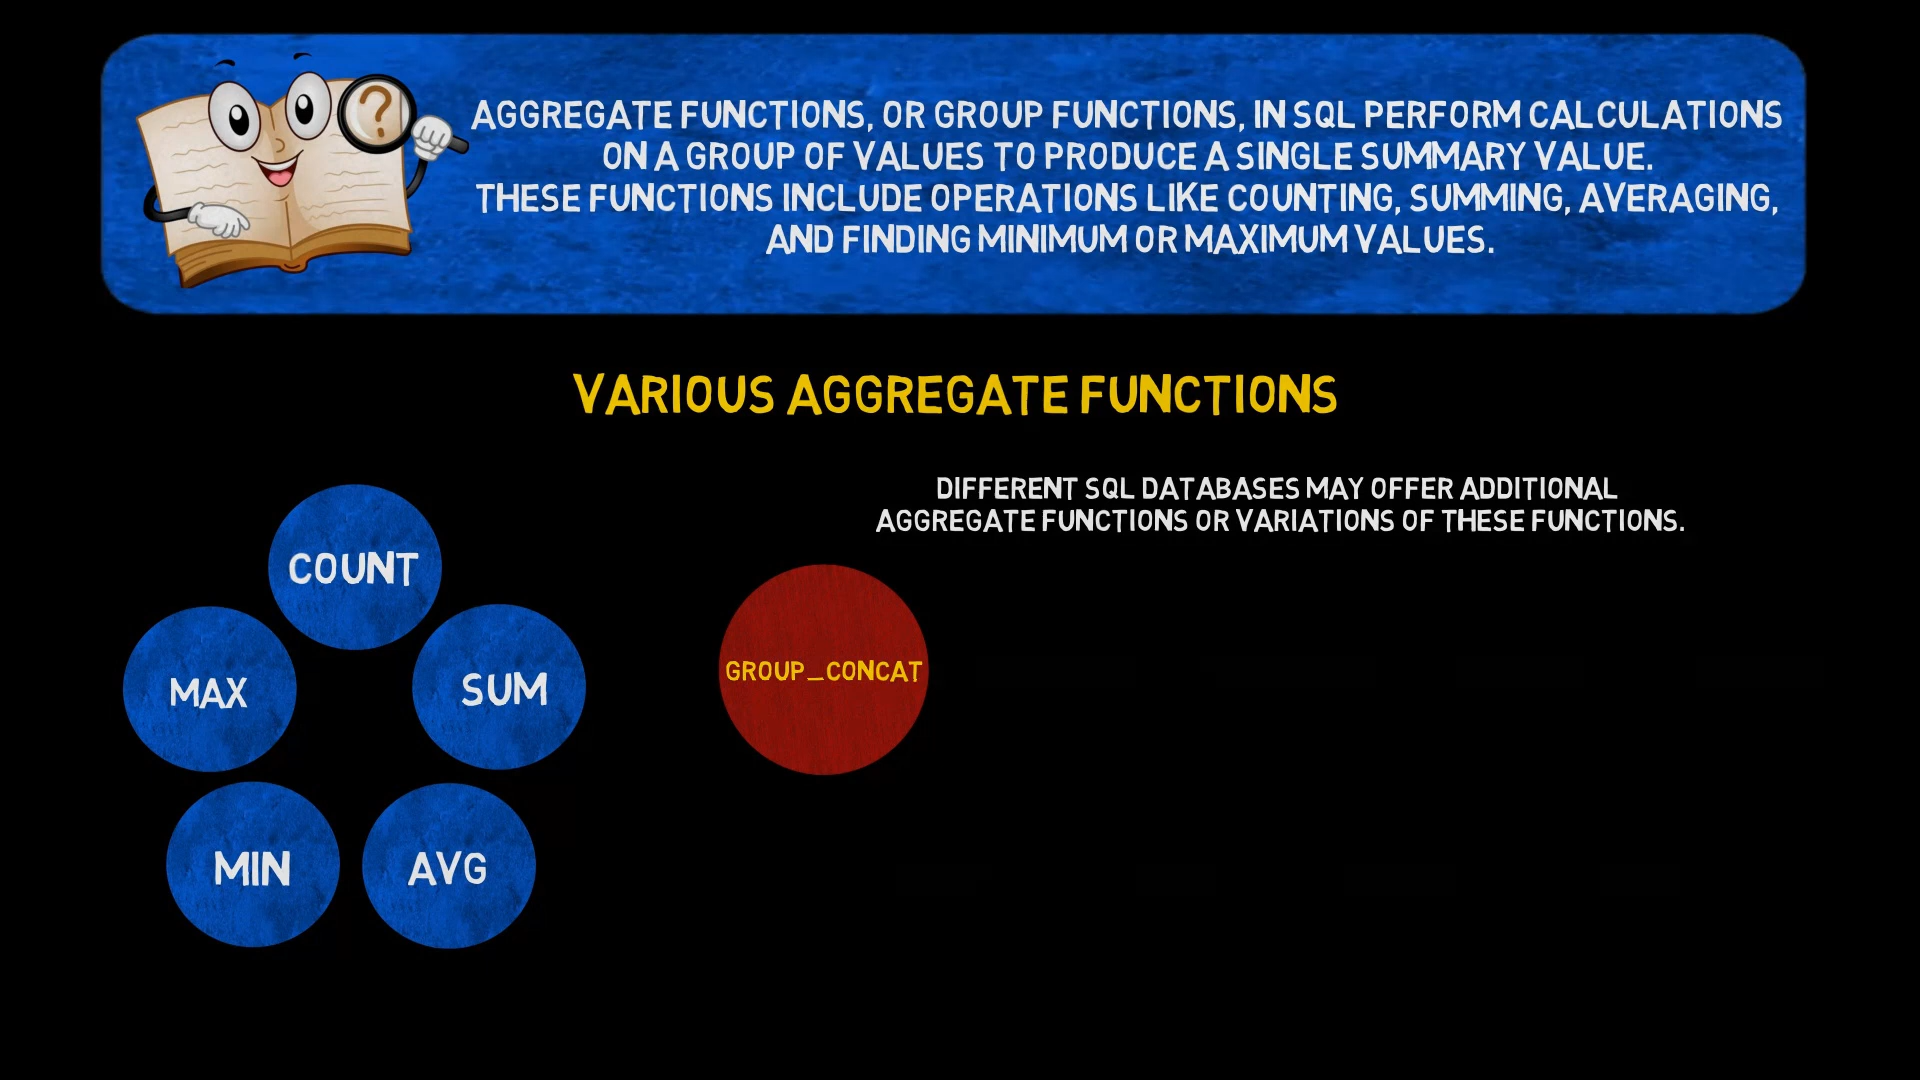 ?
AGGREGATE FUNCTIONS, OR GROUP FUNCTIONS, IN SQL PERFORM CALCULATIONS
ON A GROUP OF VALUES TO PRODUCE A SINGLE SUMMARY VALUE.
THESE FUNCTIONS INCLUDE OPERATIONS LIKE COUNTING, SUMMING, AVERAGING,
AND FINDING MINIMUM OR MAXIMUM VALUES.
VARIOUS AGGREGATE FUNCTIONS
DIFFERENT SQL DATABASES MAY OFFER ADDITIONAL
AGGREGATE FUNCTIONS OR VARIATIONS OF THESE FUNCTIONS.
COUNT
MAX
SUM
MIN
AVG
GROUP_CONCAT